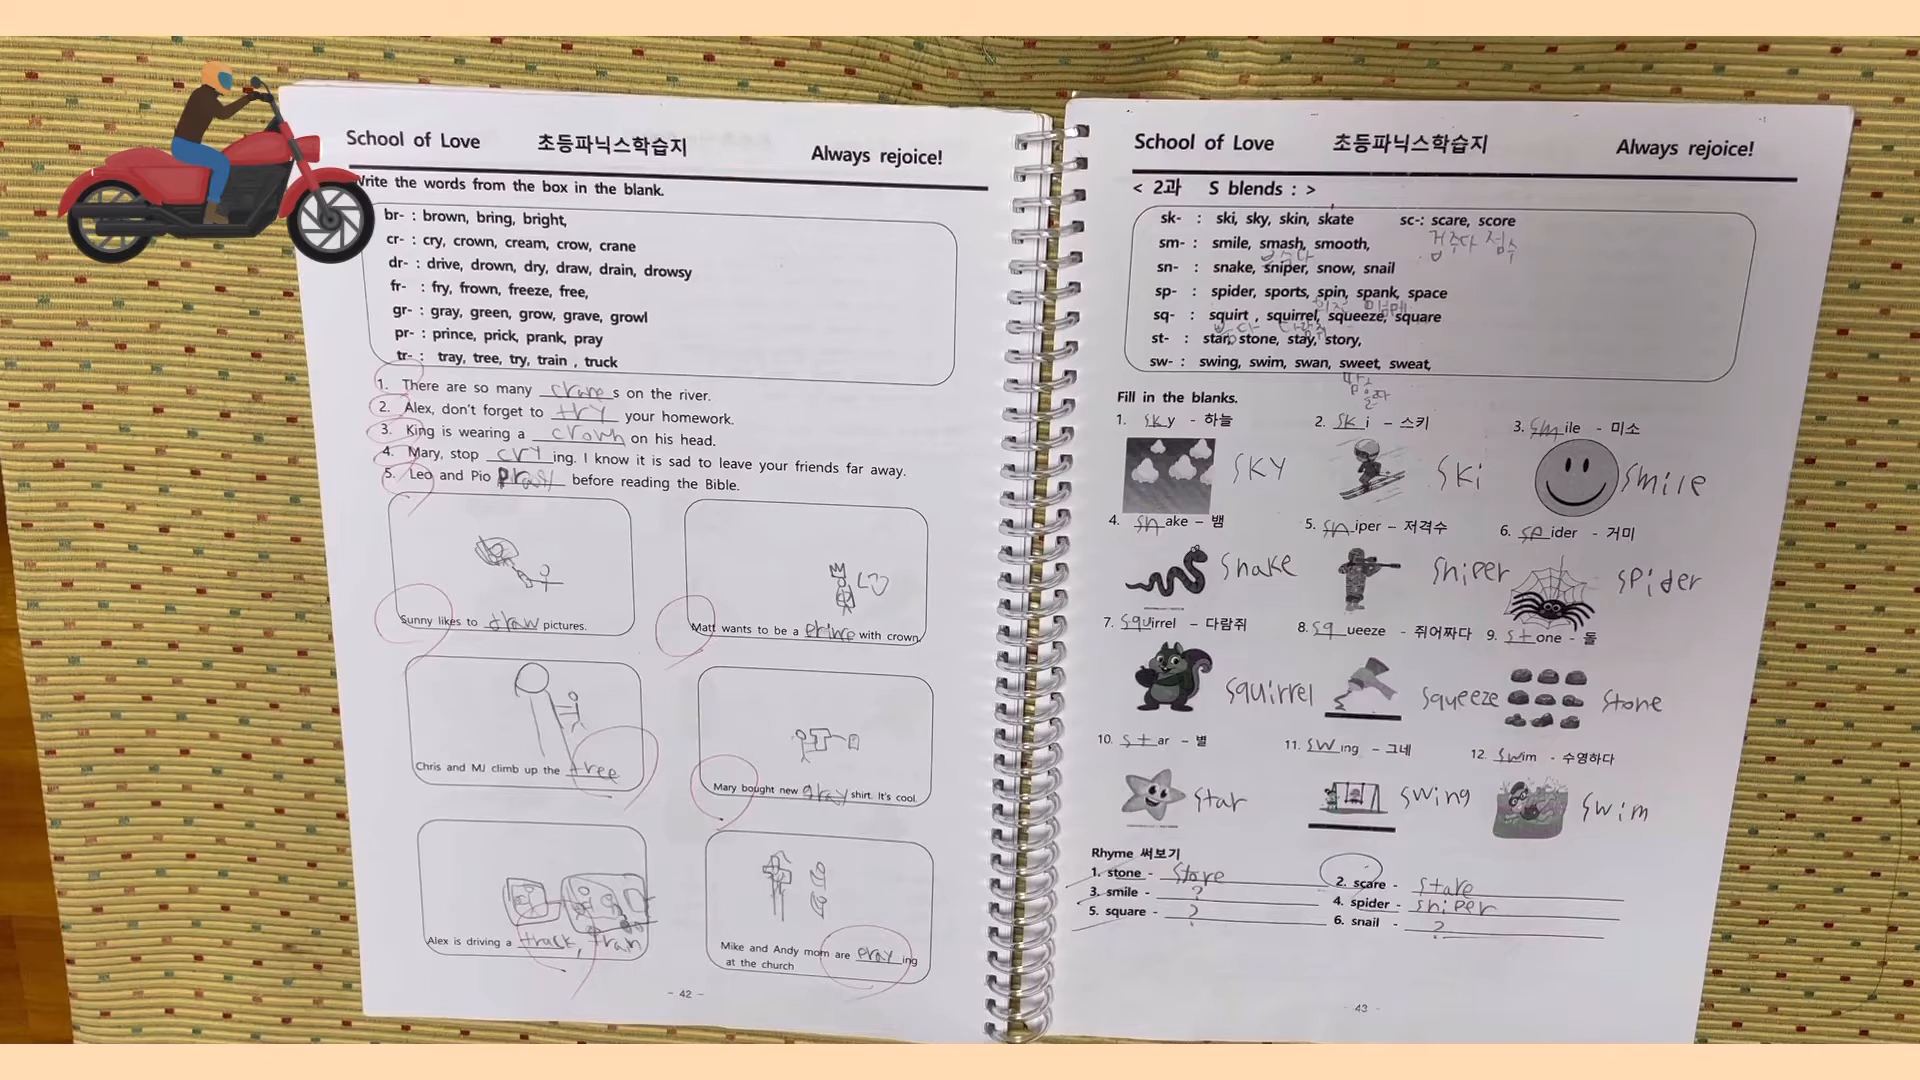 School of Love 초등파닉스학습지 Always rejoice!
Write the words from the box in the blank.
br- : brown, bring, bright,
cr- : cry, crown, cream, crow, crane
dr- : drive, drown, dry, draw, drain, drowsy
fr- : fry, frown, freeze, free,
gr- : gray, green, grow, grave, growl
pr- : prince, prick, prank, pray
tr- : tray, tree, try, train , truck
1. There are so many crane s on the river.
2. Alex, don't forget to try your homework.
3. King is wearing a crown on his head.
4. Mary, stop cry ing. I know it is sad to leave your friends far away.
5. Leo and Pio pray before reading the Bible.
Sunny likes to draw pictures.
Matt wants to be a prince with crown.
Chris and MJ climb up the tree
Mary bought new gray shirt. It's cool.
Alex is driving a truck, train
Mike and Andy mom are pray ing
at the church
- 42 -
School of Love 초등파닉스학습지 Always rejoice!
< 2과 S blends : >
sk- : ski, sky, skin, skate sc-: scare, score
겁주다 점수
sm- : smile, smash, smooth,
sn- : snake, sniper, snow, snail
sp- : spider, sports, spin, spank, space
sq- : squirt , squirrel, squeeze, square
다람쥐
st- : star, stone, stay, story,
sw- : swing, swim, swan, sweet, sweat,
Fill in the blanks.
1. sky - 하늘 2. ski - 스키 3. smile - 미소
sky ski smile
4. snake - 뱀 5. sniper - 저격수 6. spider - 거미
snake sniper spider
7. squirrel - 다람쥐 8. squeeze - 쥐어짜다 9. stone - 돌
squirrel squeeze stone
10. star - 별 11. swing - 그네 12. swim - 수영하다
star swing swim
Rhyme 써보기
1. stone - store 2. scare - stare
3. smile - ? 4. spider - sniper
5. square - ? 6. snail - ?
- 43 -